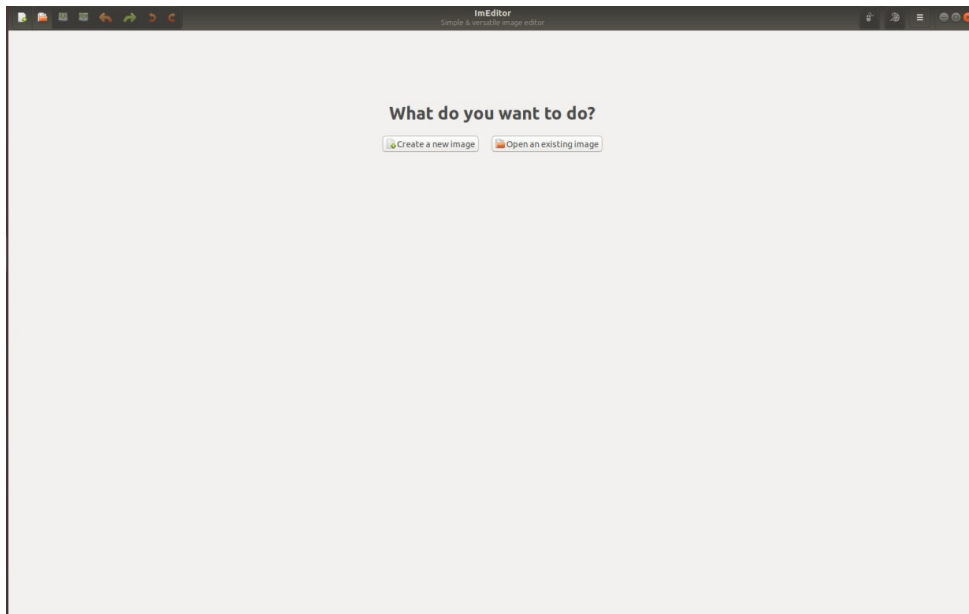 ImEditor
Simple & versatile image editor
What do you want to do?
Create a new image
Open an existing image